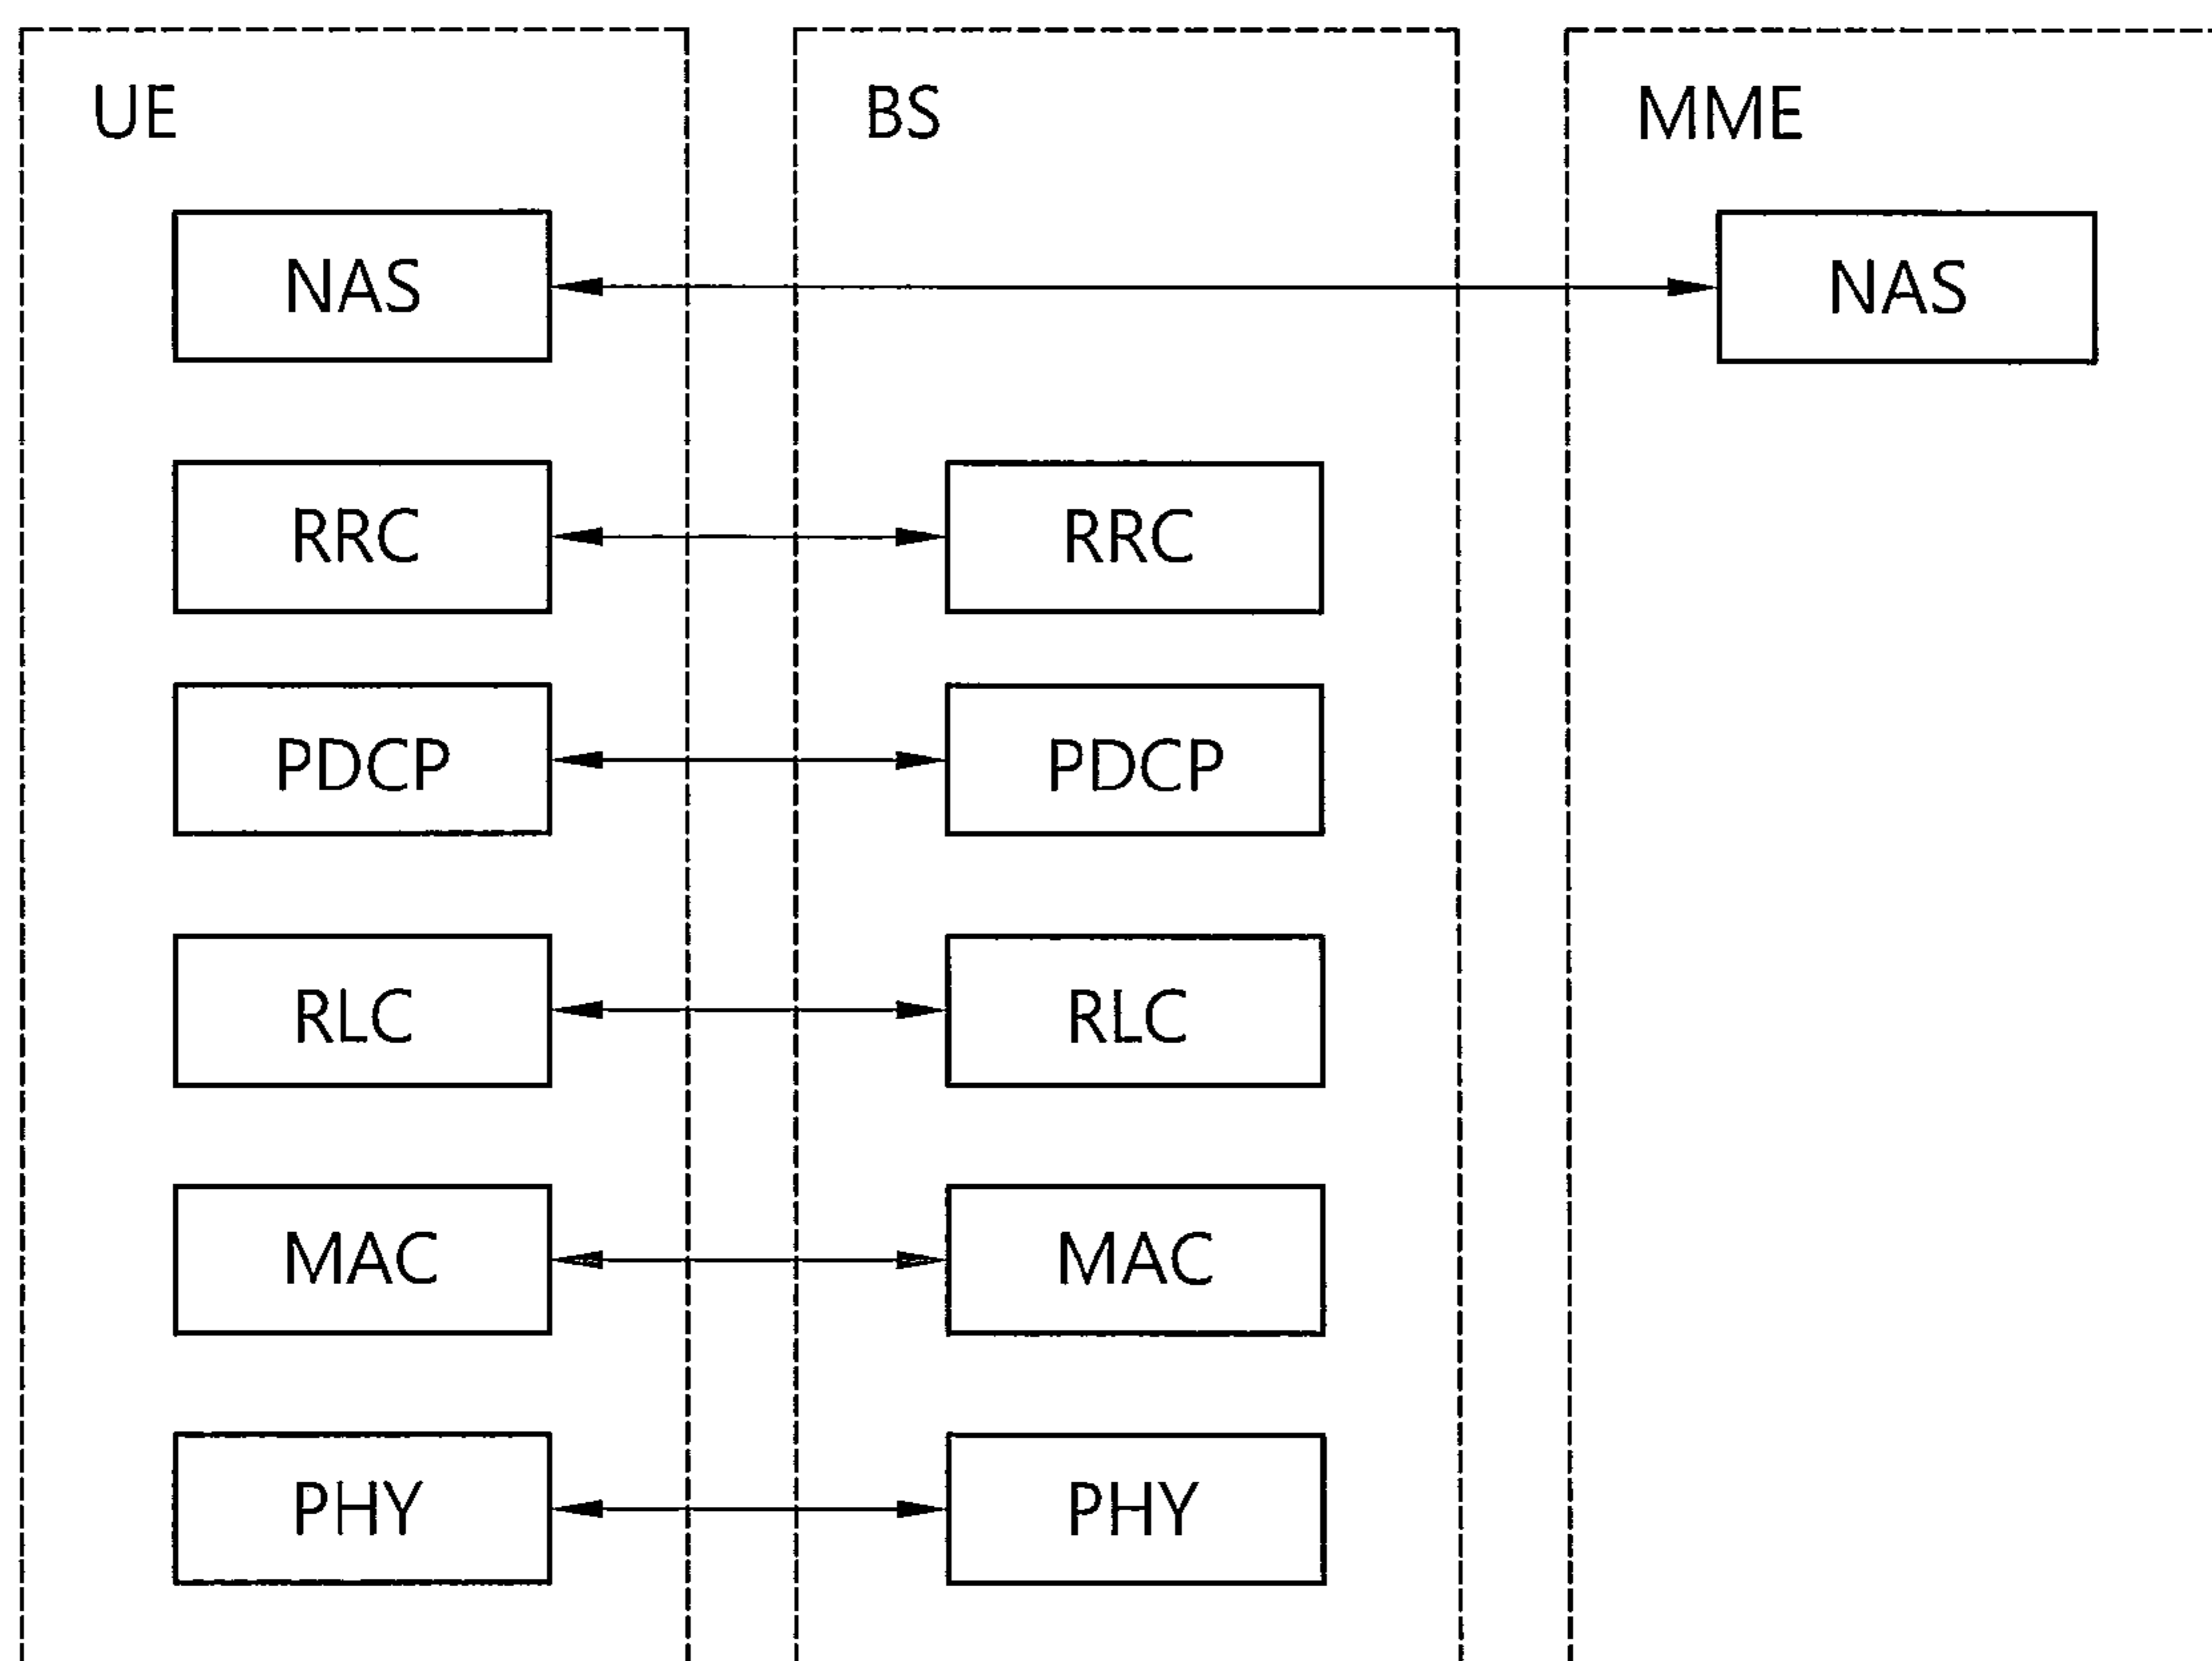 UE BS MME
NAS NAS
RRC RRC
PDCP PDCP
RLC RLC
MAC MAC
PHY PHY